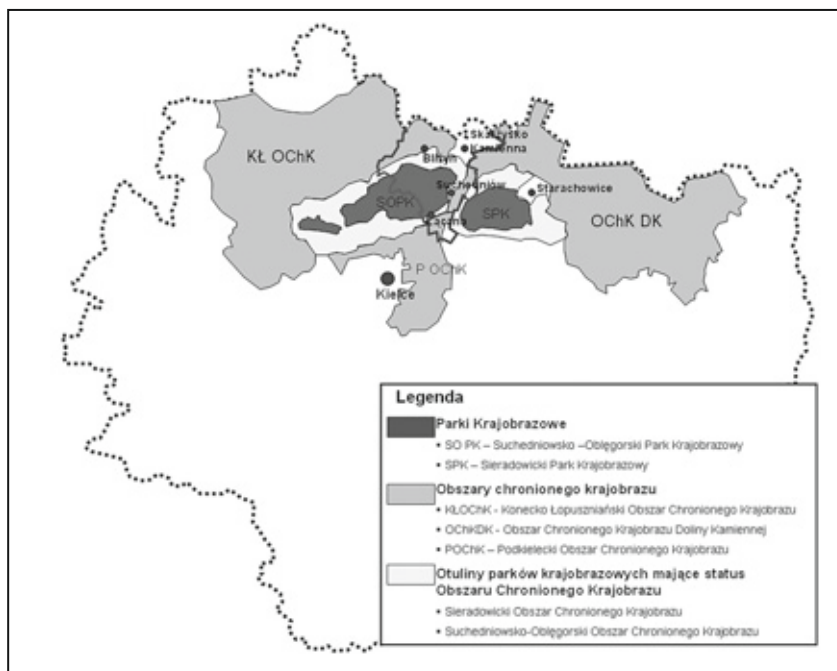 KŁ OChK
Skarżysko
Kamienna
Bliżyn
Suchedniów
Starachowice
SOPK
SPK
Łączna
OChK DK
P OChK
Kielce
Legenda
Parki Krajobrazowe
• SO PK – Suchedniowsko –Oblęgorski Park Krajobrazowy
• SPK – Sieradowicki Park Krajobrazowy
Obszary chronionego krajobrazu
• KŁOChK - Konecko Łopuszniański Obszar Chronionego Krajobrazu
• OChKDK - Obszar Chronionego Krajobrazu Doliny Kamiennej
• POChK – Podkielecki Obszar Chronionego Krajobrazu
Otuliny parków krajobrazowych mające status
Obszaru Chronionego Krajobrazu
• Sieradowicki Obszar Chronionego Krajobrazu
• Suchedniowsko-Oblęgorski Obszar Chronionego Krajobrazu